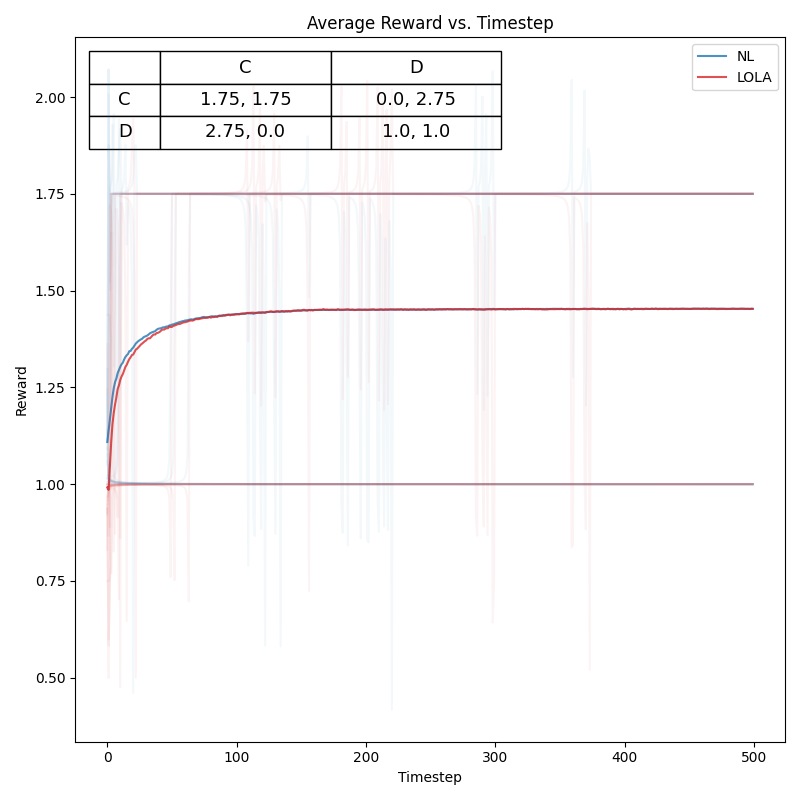 Average Reward vs. Timestep
C D
C 1.75, 1.75 0.0, 2.75
D 2.75, 0.0 1.0, 1.0
NL
LOLA
2.00
1.75
1.50
1.25
1.00
0.75
0.50
Reward
0 100 200 300 400 500
Timestep